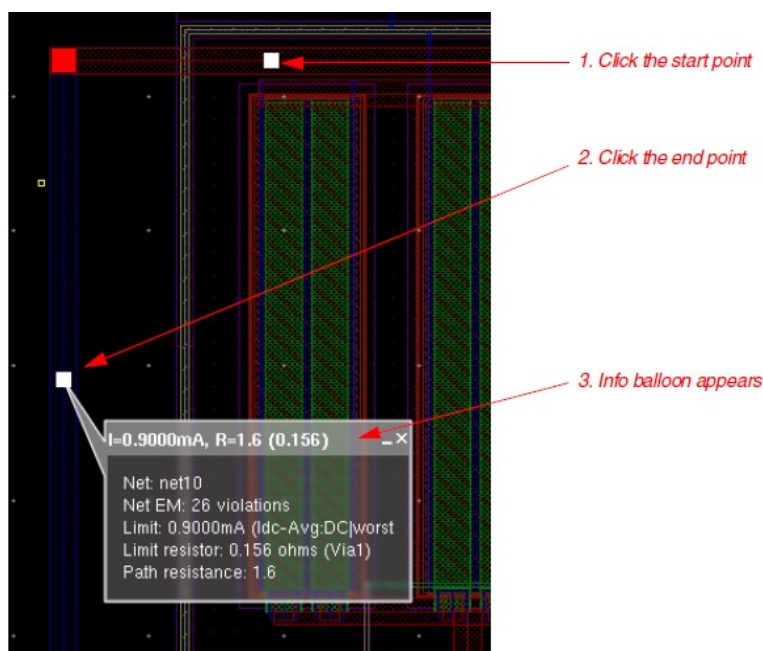 1. Click the start point
2. Click the end point
3. Info balloon appears
I=0.9000mA, R=1.6 (0.156)
Net: net10
Net EM: 26 violations
Limit: 0.9000mA (Idc-Avg:DC|worst
Limit resistor: 0.156 ohms (Via1)
Path resistance: 1.6